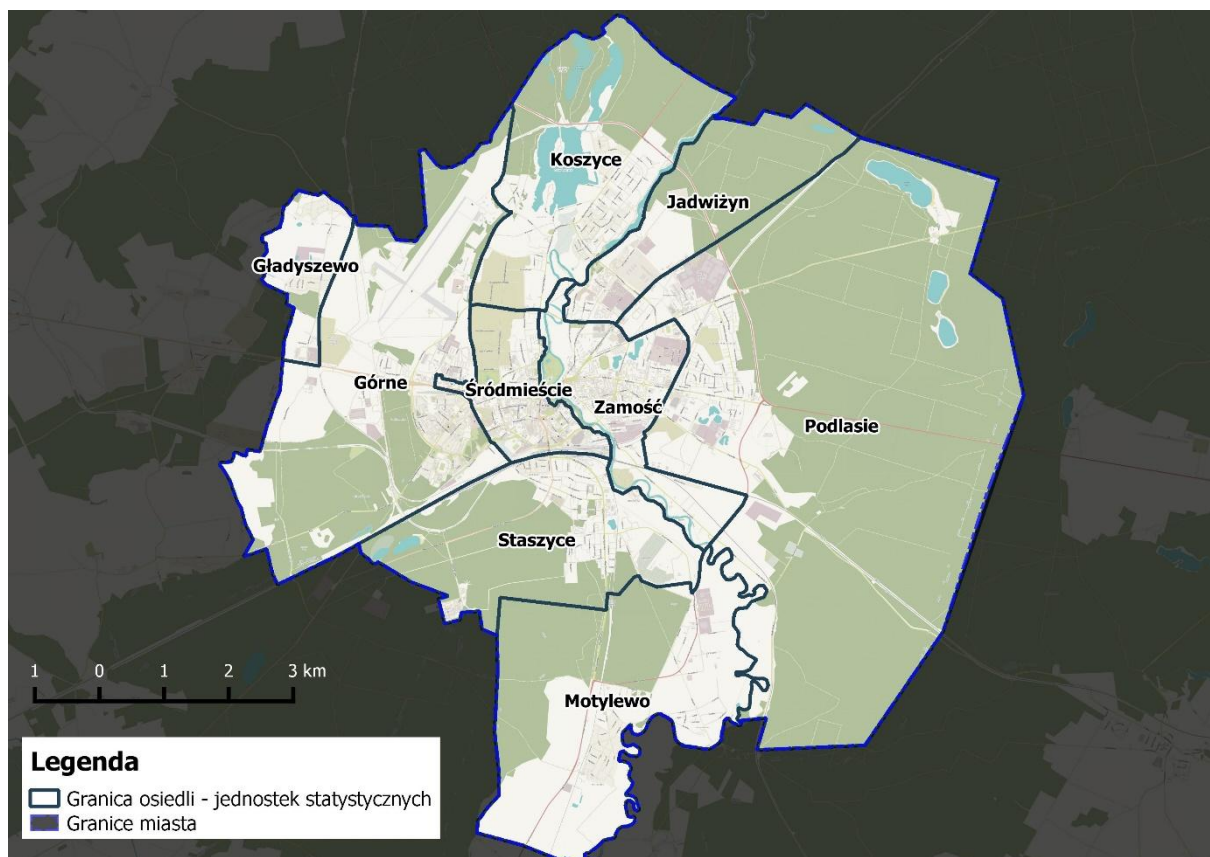 Koszyce
Jadwiżyn
Gładyszewo
Górne
Śródmieście
Zamość
Podlasie
Staszyce
Motylewo
1 0 1 2 3 km
Legenda
Granica osiedli - jednostek statystycznych
Granice miasta